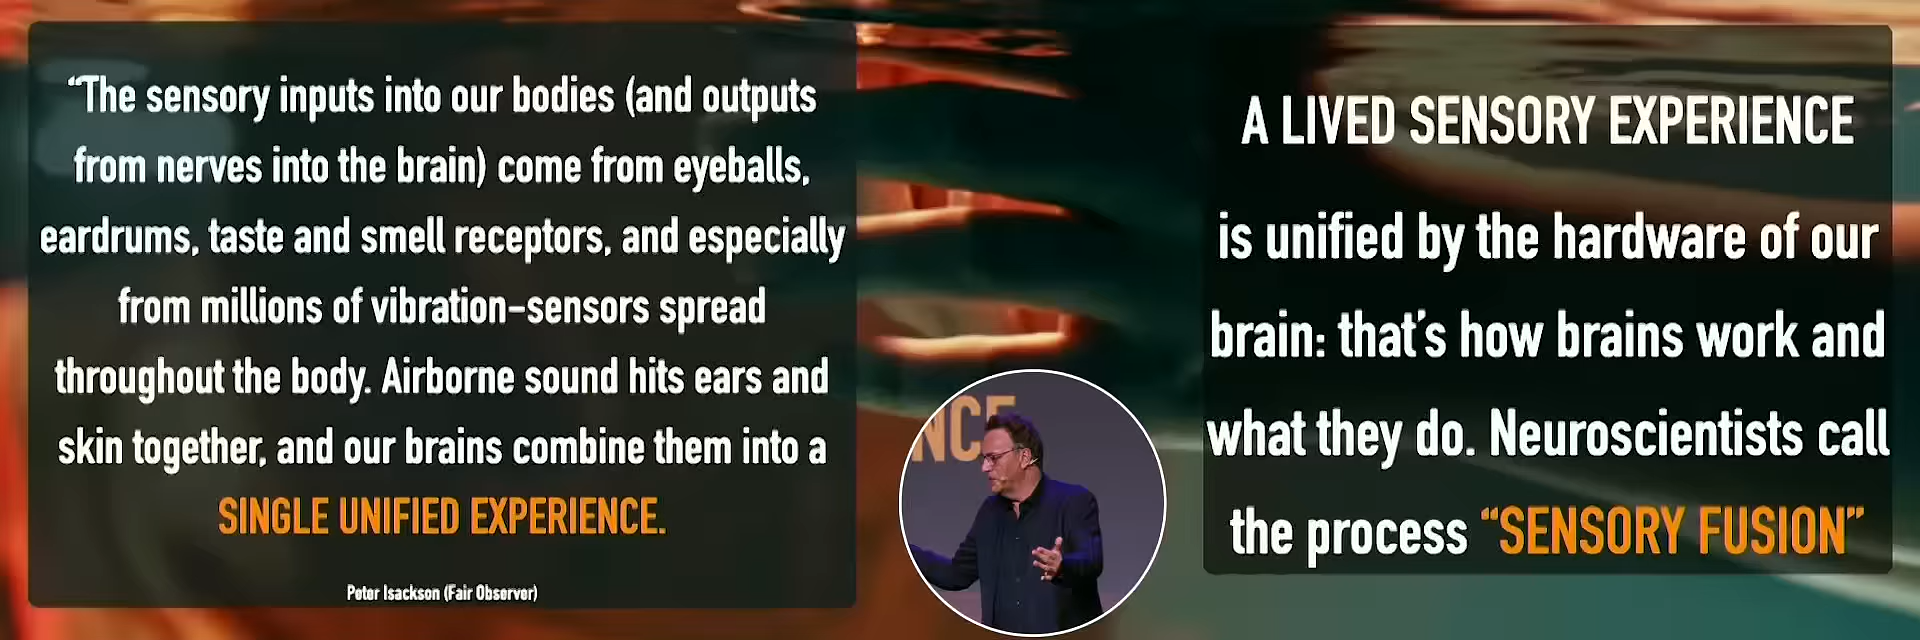 “The sensory inputs into our bodies (and outputs
from nerves into the brain) come from eyeballs,
eardrums, taste and smell receptors, and especially
from millions of vibration-sensors spread
throughout the body. Airborne sound hits ears and
skin together, and our brains combine them into a
SINGLE UNIFIED EXPERIENCE.
Peter Isackson (Fair Observer)
NCE
A LIVED SENSORY EXPERIENCE
is unified by the hardware of our
brain: that’s how brains work and
what they do. Neuroscientists call
the process “SENSORY FUSION”